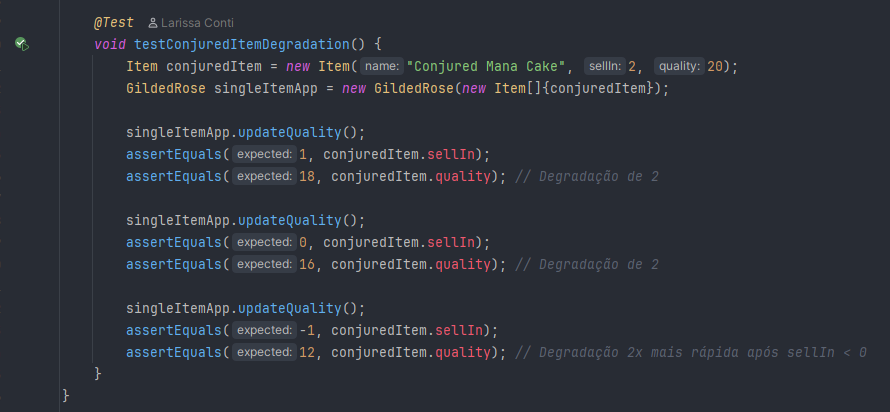 @Test Larissa Conti
void testConjuredItemDegradation() {
Item conjuredItem = new Item( name: "Conjured Mana Cake", sellIn: 2, quality: 20);
GildedRose singleItemApp = new GildedRose(new Item[]{conjuredItem});
singleItemApp.updateQuality();
assertEquals( expected: 1, conjuredItem.sellIn);
assertEquals( expected: 18, conjuredItem.quality); // Degradação de 2
singleItemApp.updateQuality();
assertEquals( expected: 0, conjuredItem.sellIn);
assertEquals( expected: 16, conjuredItem.quality); // Degradação de 2
singleItemApp.updateQuality();
assertEquals( expected: -1, conjuredItem.sellIn);
assertEquals( expected: 12, conjuredItem.quality); // Degradação 2x mais rápida após sellIn < 0
}
}